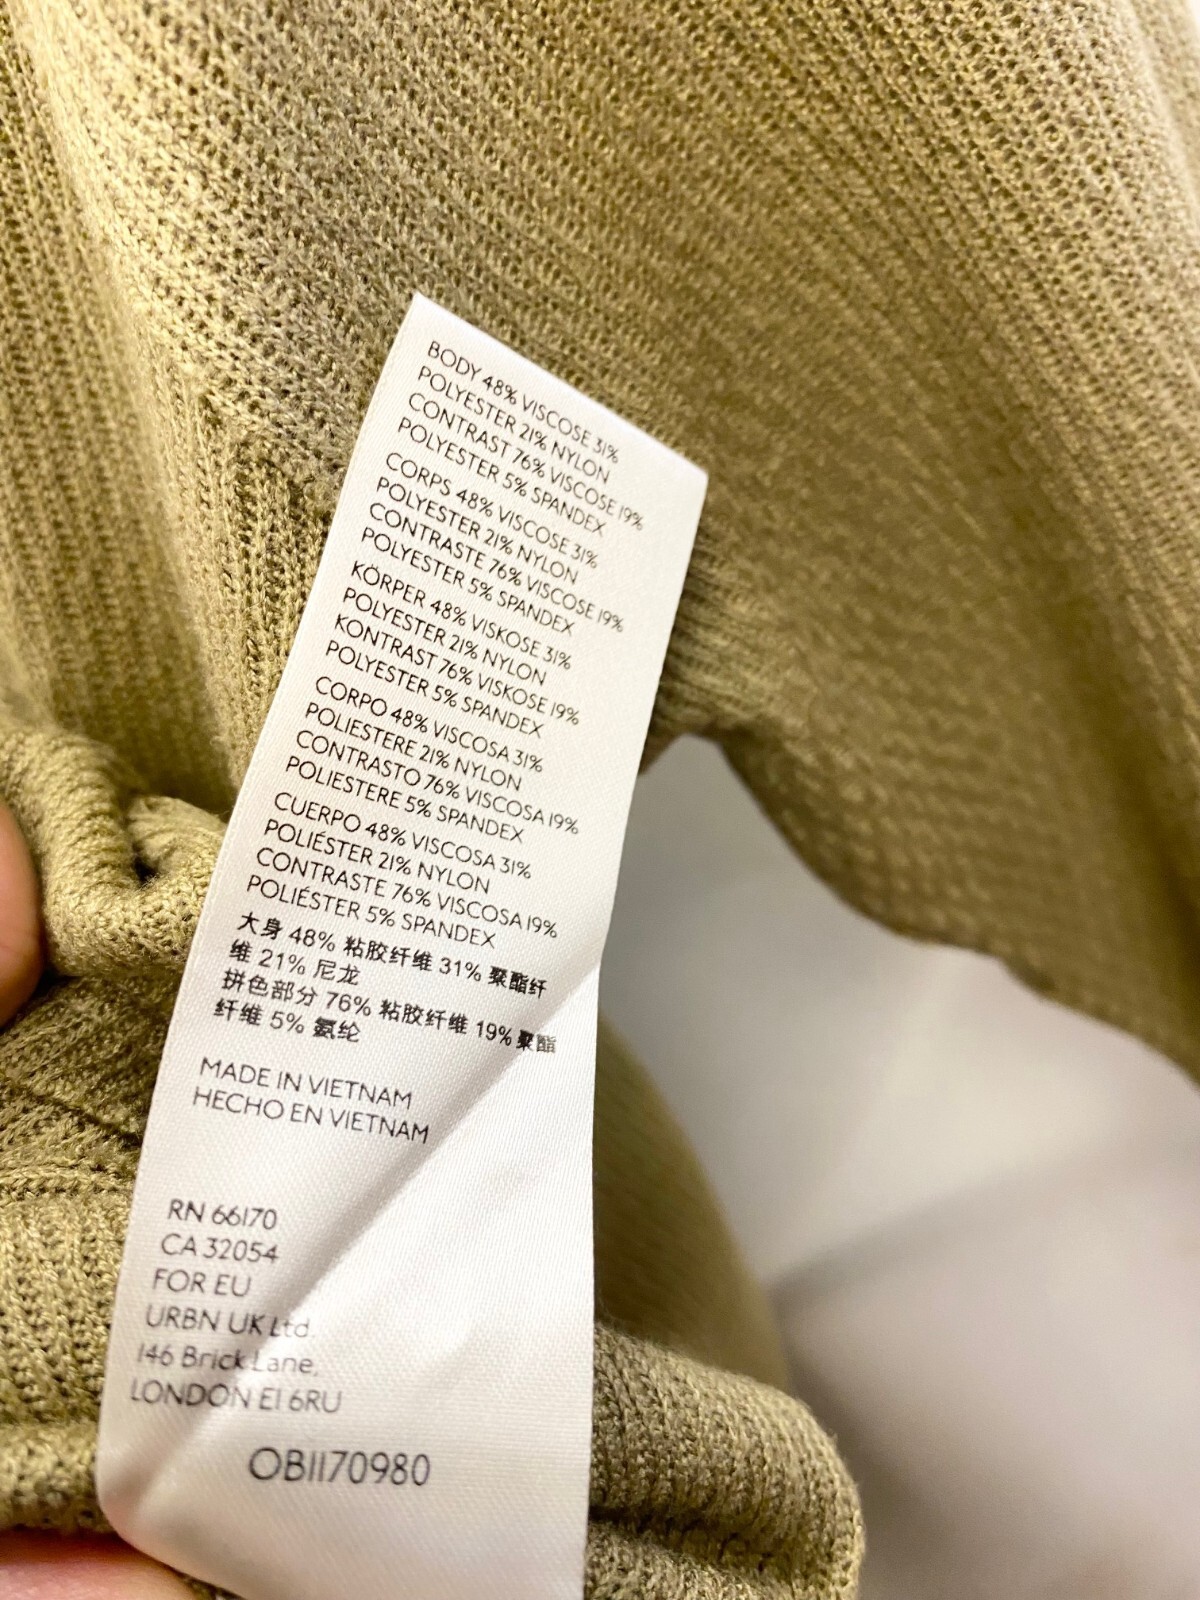 BODY 48% VISCOSE 31%
POLYESTER 21% NYLON
CONTRAST 76% VISCOSE 19%
POLYESTER 5% SPANDEX
CORPS 48% VISCOSE 31%
POLYESTER 21% NYLON
CONTRASTE 76% VISCOSE 19%
POLYESTER 5% SPANDEX
KÖRPER 48% VISKOSE 31%
POLYESTER 21% NYLON
KONTRAST 76% VISKOSE 19%
POLYESTER 5% SPANDEX
CORPO 48% VISCOSA 31%
POLIESTERE 21% NYLON
CONTRASTO 76% VISCOSA 19%
POLIESTERE 5% SPANDEX
CUERPO 48% VISCOSA 31%
POLIÉSTER 21% NYLON
CONTRASTE 76% VISCOSA 19%
POLIÉSTER 5% SPANDEX
大身 48% 粘胶纤维 31% 聚酯纤
维 21% 尼龙
拼色部分 76% 粘胶纤维 19% 聚酯
纤维 5% 氨纶
MADE IN VIETNAM
HECHO EN VIETNAM
RN 66170
CA 32054
FOR EU
URBN UK Ltd.
146 Brick Lane,
LONDON E1 6RU
OB1170980